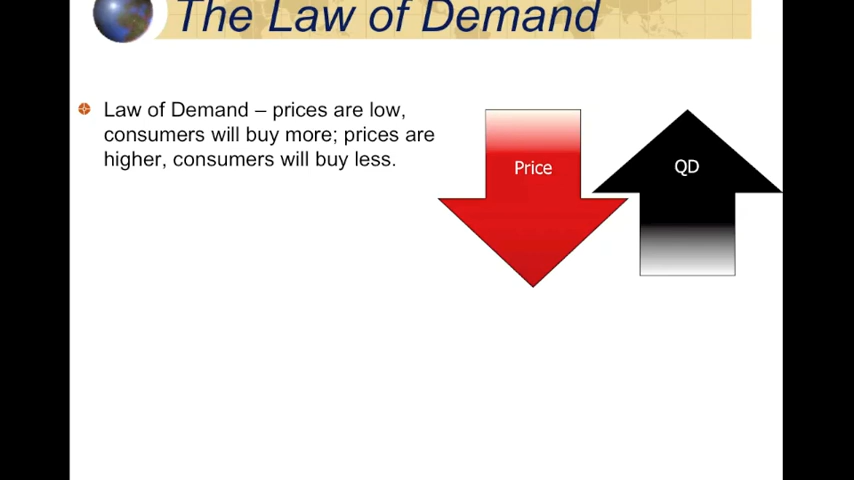 The Law of Demand
Law of Demand – prices are low,
consumers will buy more; prices are
higher, consumers will buy less.
Price
QD